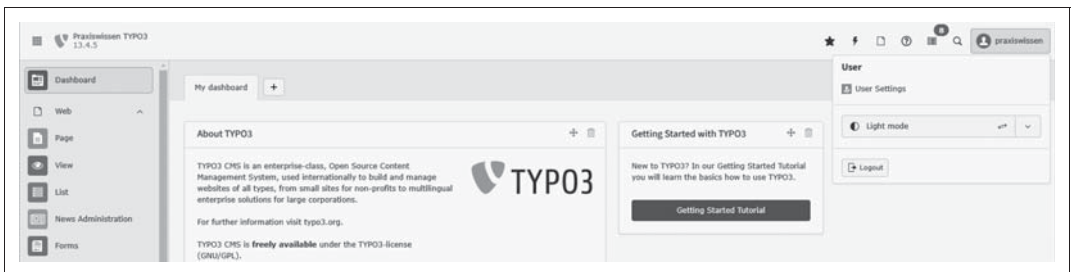 Praxiswissen TYPO3
13.4.5
praxiswissen
Dashboard
Web
Page
View
List
News Administration
Forms
My dashboard
+
About TYPO3
TYPO3 CMS is an enterprise-class, Open Source Content
Management System, used internationally to build and manage
websites of all types, from small sites for non-profits to multilingual
enterprise solutions for large corporations.
For further information visit typo3.org.
TYPO3 CMS is freely available under the TYPO3-license
(GNU/GPL).
TYPO3
Getting Started with TYPO3
New to TYPO3? In our Getting Started Tutorial
you will learn the basics how to use TYPO3.
Getting Started Tutorial
User
User Settings
Light mode
Logout